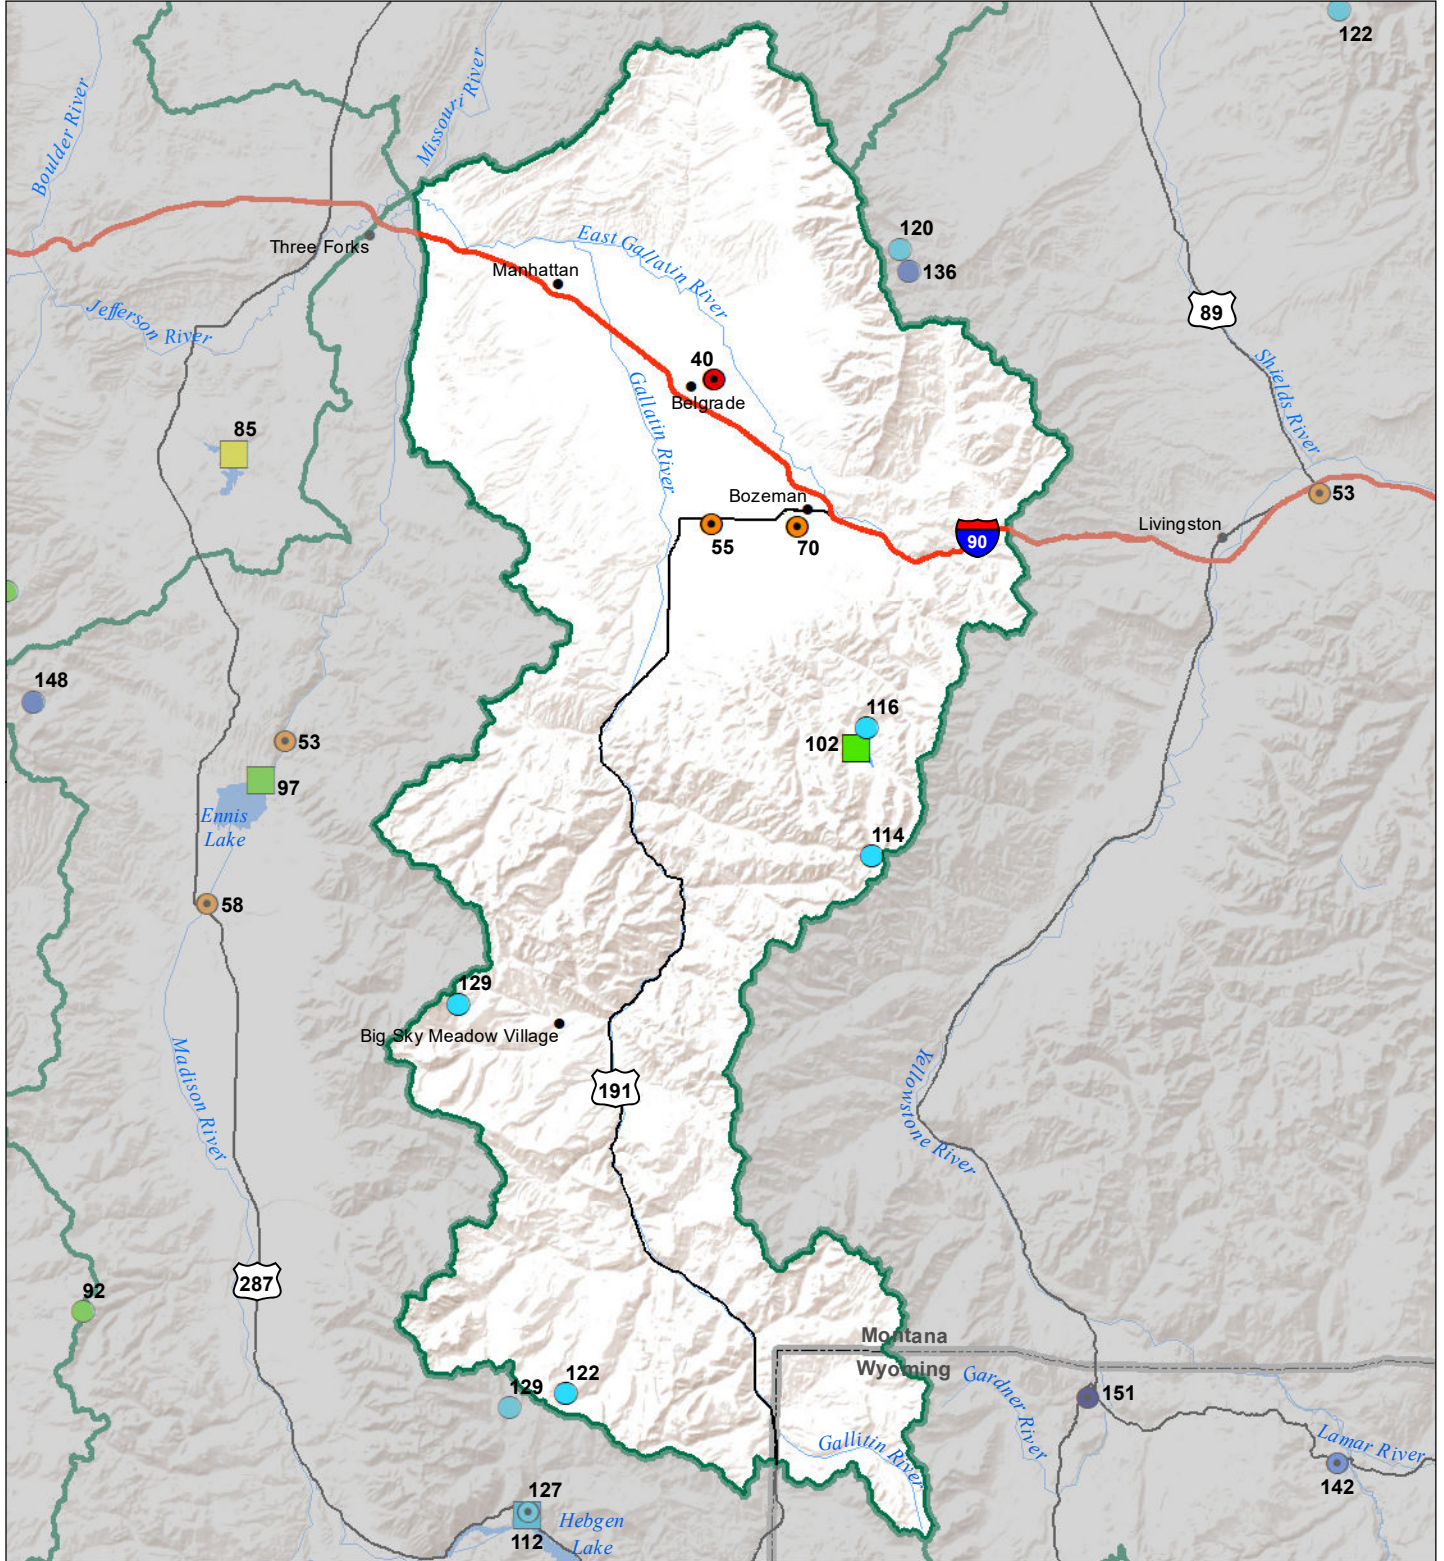 122
Boulder River
Missouri River
120
136
East Gallatin River
Three Forks
Manhattan
89
Jefferson River
Shields River
40
Belgrade
Gallatin River
85
Bozeman
53
Livingston
55
70
90
148
116
102
53
97
Ennis
Lake
114
58
129
Big Sky Meadow Village
Madison River
191
Yellowstone River
287
92
Montana
Wyoming
129
122
Gardner River
151
Gallitin River
Lamar River
142
127
112
Hebgen
Lake